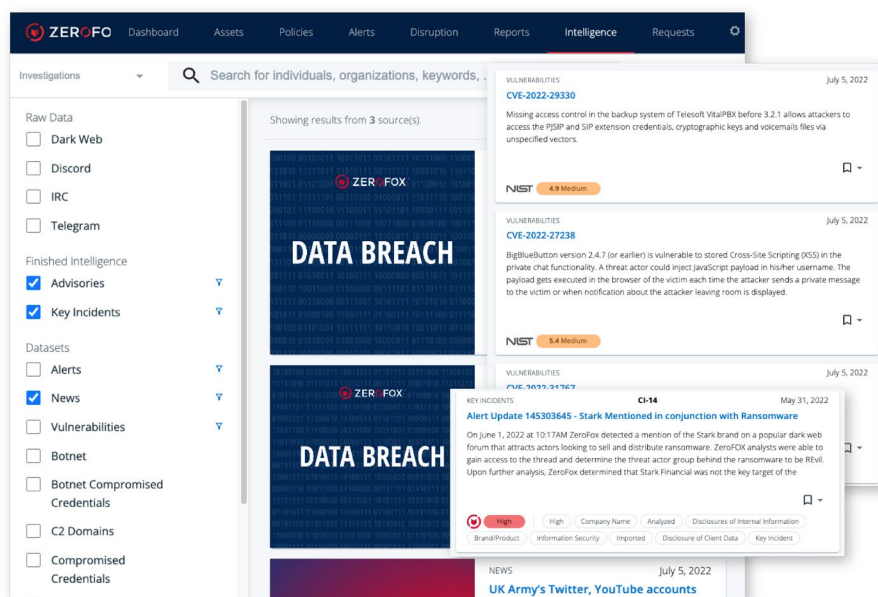 ZEROFO
Dashboard
Assets
Policies
Alerts
Disruption
Reports
Intelligence
Requests
Investigations
Search for individuals, organizations, keywords, .
Raw Data
Dark Web
Discord
IRC
Telegram
Finished Intelligence
Advisories
Key Incidents
Datasets
Alerts
News
Vulnerabilities
Botnet
Botnet Compromised
Credentials
C2 Domains
Compromised
Credentials
Showing results from 3 source(s).
ZEROFOX
DATA BREACH
ZEROFOX
DATA BREACH
VULNERABILITIES
July 5, 2022
CVE-2022-29330
Missing access control in the backup system of Telesoft VitalPBX before 3.2.1 allows attackers to
access the PJSIP and SIP extension credentials, cryptographic keys and voicemails files via
unspecified vectors.
NIST
4.9 Medium
VULNERABILITIES
July 5, 2022
CVE-2022-27238
BigBlueButton version 2.4.7 (or earlier) is vulnerable to stored Cross-Site Scripting (XSS) in the
private chat functionality. A threat actor could inject JavaScript payload in his/her username. The
payload gets executed in the browser of the victim each time the attacker sends a private message
to the victim or when notification about the attacker leaving room is displayed.
NIST
5.4 Medium
VULNERABILITIES
July 5, 2022
CVE-2022-31767
KEY INCIDENTS
CI-14
May 31, 2022
Alert Update 145303645 - Stark Mentioned in conjunction with Ransomware
On June 1, 2022 at 10:17AM ZeroFox detected a mention of the Stark brand on a popular dark web
forum that attracts actors looking to sell and distribute ransomware. ZeroFOX analysts were able to
gain access to the thread and determine the threat actor group behind the ransomware to be REvil.
Upon further analysis, ZeroFox determined that Stark Financial was not the key target of the
High
High
Company Name
Analyzed
Disclosures of Internal Information
Brand/Product
Information Security
Imported
Disclosure of Client Data
Key Incident
NEWS
July 5, 2022
UK Army's Twitter, YouTube accounts